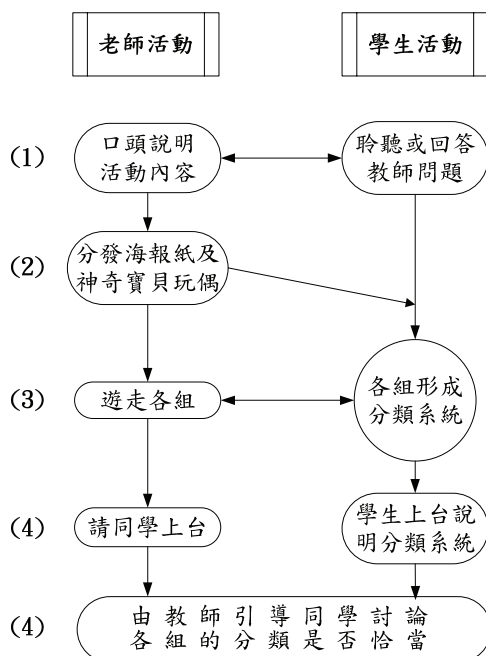 老師活動
學生活動
(1)
口頭說明
活動內容
聆聽或回答
教師問題
(2)
分發海報紙及
神奇寶貝玩偶
(3)
遊走各組
各組形成
分類系統
(4)
請同學上台
學生上台說
明分類系統
(4)
由教師引導同學討論
各組的分類是否恰當